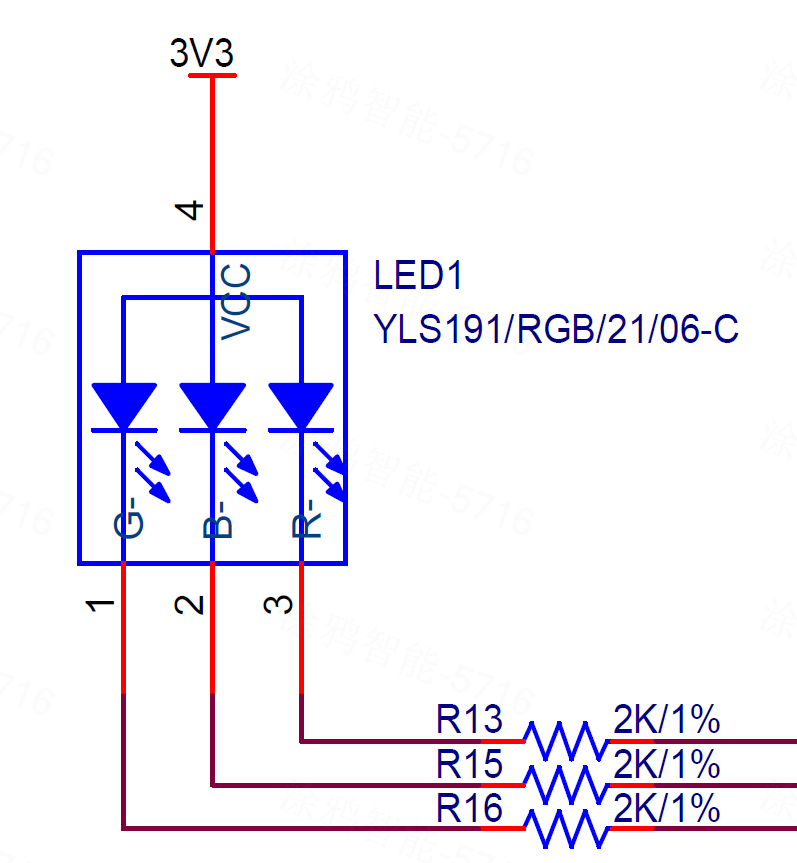 3V3
涂鸦智能-5716
4
VCC
LED1
YLS191/RGB/21/06-C
G-
B-
R-
1
2
3
R13
2K/1%
R15
2K/1%
R16
2K/1%